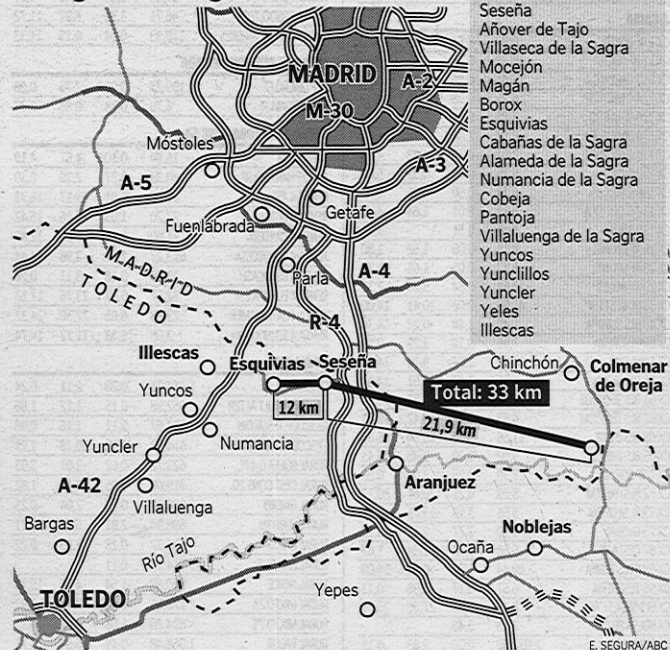 Seseña
Añover de Tajo
Villaseca de la Sagra
Mocejón
Magán
Borox
Esquivias
Cabañas de la Sagra
Alameda de la Sagra
Numancia de la Sagra
Cobeja
Pantoja
Villaluenga de la Sagra
Yuncos
Yunclillos
Yuncler
Yeles
Illescas
MADRID
A-2
M-30
Móstoles
A-3
A-5
Getafe
Fuenlabrada
MADRID
TOLEDO
Parla
A-4
R-4
Illescas
Esquivias
Seseña
Chinchón
Colmenar
de Oreja
Total: 33 km
Yuncos
12 km
21,9 km
Numancia
Yuncler
A-42
Villaluenga
Aranjuez
Bargas
Río Tajo
Noblejas
Ocaña
Yepes
TOLEDO
E. SEGURA/ABC